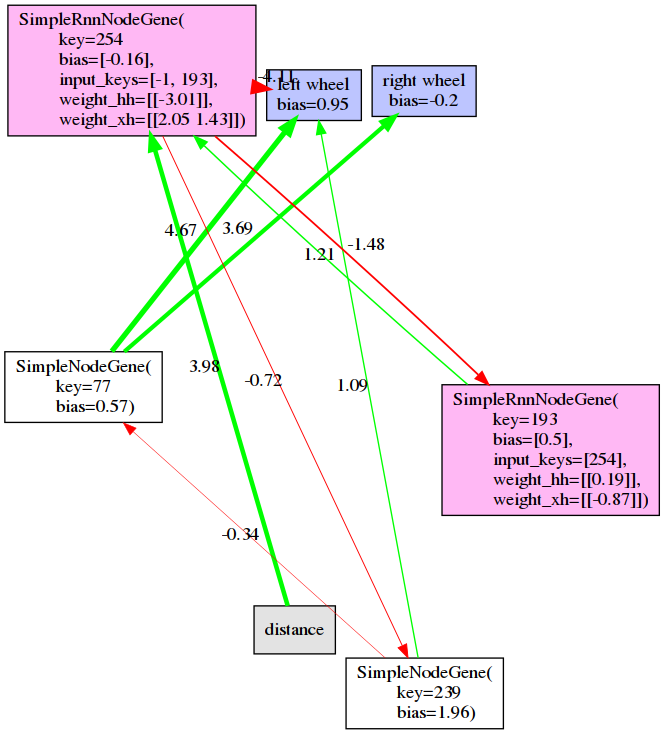 SimpleRnnNodeGene(
key=254
bias=[-0.16],
input_keys=[-1, 193],
weight_hh=[[-3.01]],
weight_xh=[[2.05 1.43]])
-4.11
left wheel
bias=0.95
right wheel
bias=-0.2
4.67
3.69
1.21
-1.48
SimpleNodeGene(
key=77
bias=0.57)
3.98
-0.72
1.09
SimpleRnnNodeGene(
key=193
bias=[0.5],
input_keys=[254],
weight_hh=[[0.19]],
weight_xh=[[-0.87]])
-0.34
distance
SimpleNodeGene(
key=239
bias=1.96)